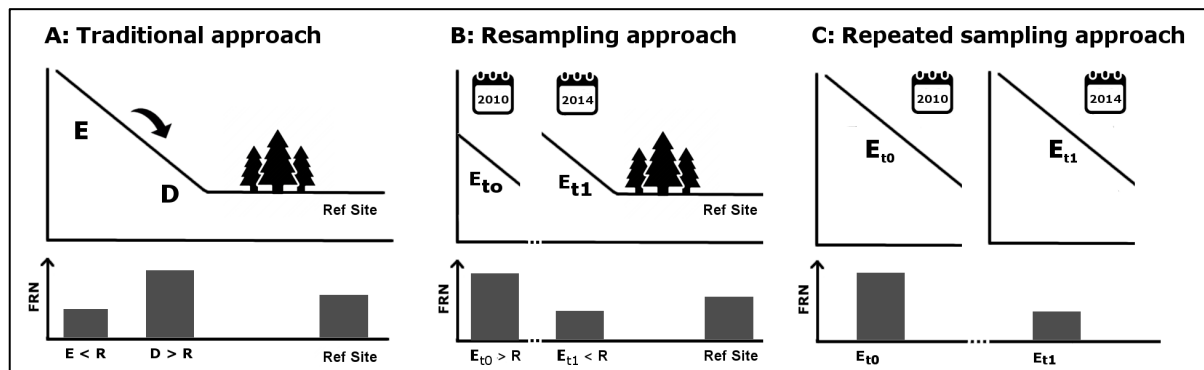 A: Traditional approach
E
D
Ref Site
FRN
E < R
D > R
Ref Site
B: Resampling approach
2010
2014
Eto
Et1
Ref Site
FRN
Et0 > R
Et1 < R
Ref Site
C: Repeated sampling approach
2010
2014
Et0
Et1
FRN
Et0
Et1